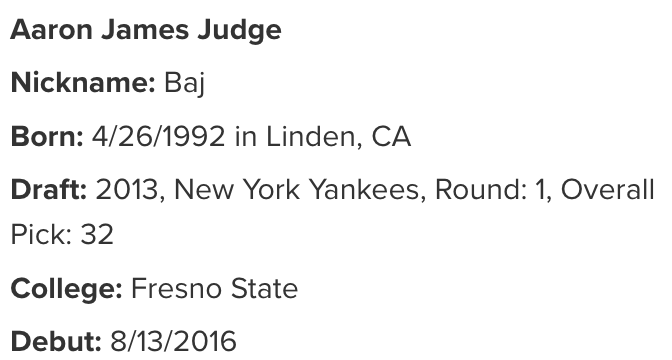 Aaron James Judge
Nickname: Baj
Born: 4/26/1992 in Linden, CA
Draft: 2013, New York Yankees, Round: 1, Overall
Pick: 32
College: Fresno State
Debut: 8/13/2016